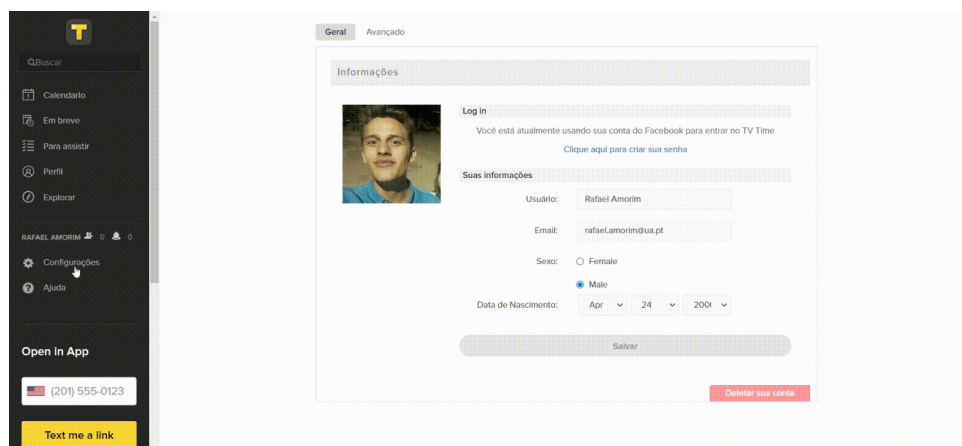 T
Buscar
Calendario
Em breve
Para assistir
Perfil
Explorar
RAFAEL AMORIM 0 0
Configurações
Ajuda
Open in App
(201) 555-0123
Text me a link
Geral Avançado
Informações
Log in
Você está atualmente usando sua conta do Facebook para entrar no TV Time
Clique aqui para criar sua senha
Suas informações
Usuário: Rafael Amorim
Email: rafael.amorim@ua.pt
Sexo: Female
Male
Data de Nascimento: Apr 24
Salvar
Deletar sua conta